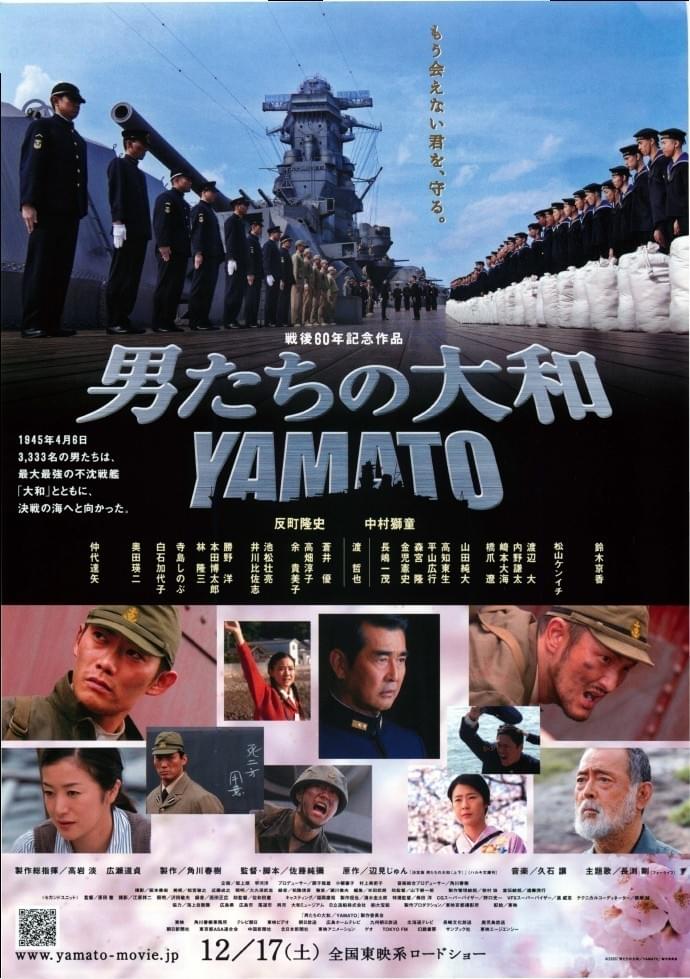 もう会えない君を、守る。
戦後60年記念作品
男たちの大和
YAMATO
1945年4月6日
3,333名の男たちは、
最大最強の不沈戦艦
「大和」とともに、
決戦の海へと向かった。
反町隆史
中村獅童
鈴木京香
松山ケンイチ
渡辺 大
内野謙太
崎本大海
橋爪 遼
山田純大
高知東生
平山広行
森宮 隆
金児憲史
長嶋一茂
渡 哲也
蒼井 優
高畑淳子
余 貴美子
池松壮亮
井川比佐志
勝野 洋
本田博太郎
林 隆三
寺島しのぶ
白石加代子
奥田瑛二
仲代達矢
死ニ方
用意
製作総指揮/高岩 淡 広瀬道貞
製作/角川春樹
監督・脚本/佐藤純彌
原作/辺見じゅん
音楽/久石 譲
主題歌/長渕 剛
www.yamato-movie.jp
12/17(土) 全国東映系ロードショー